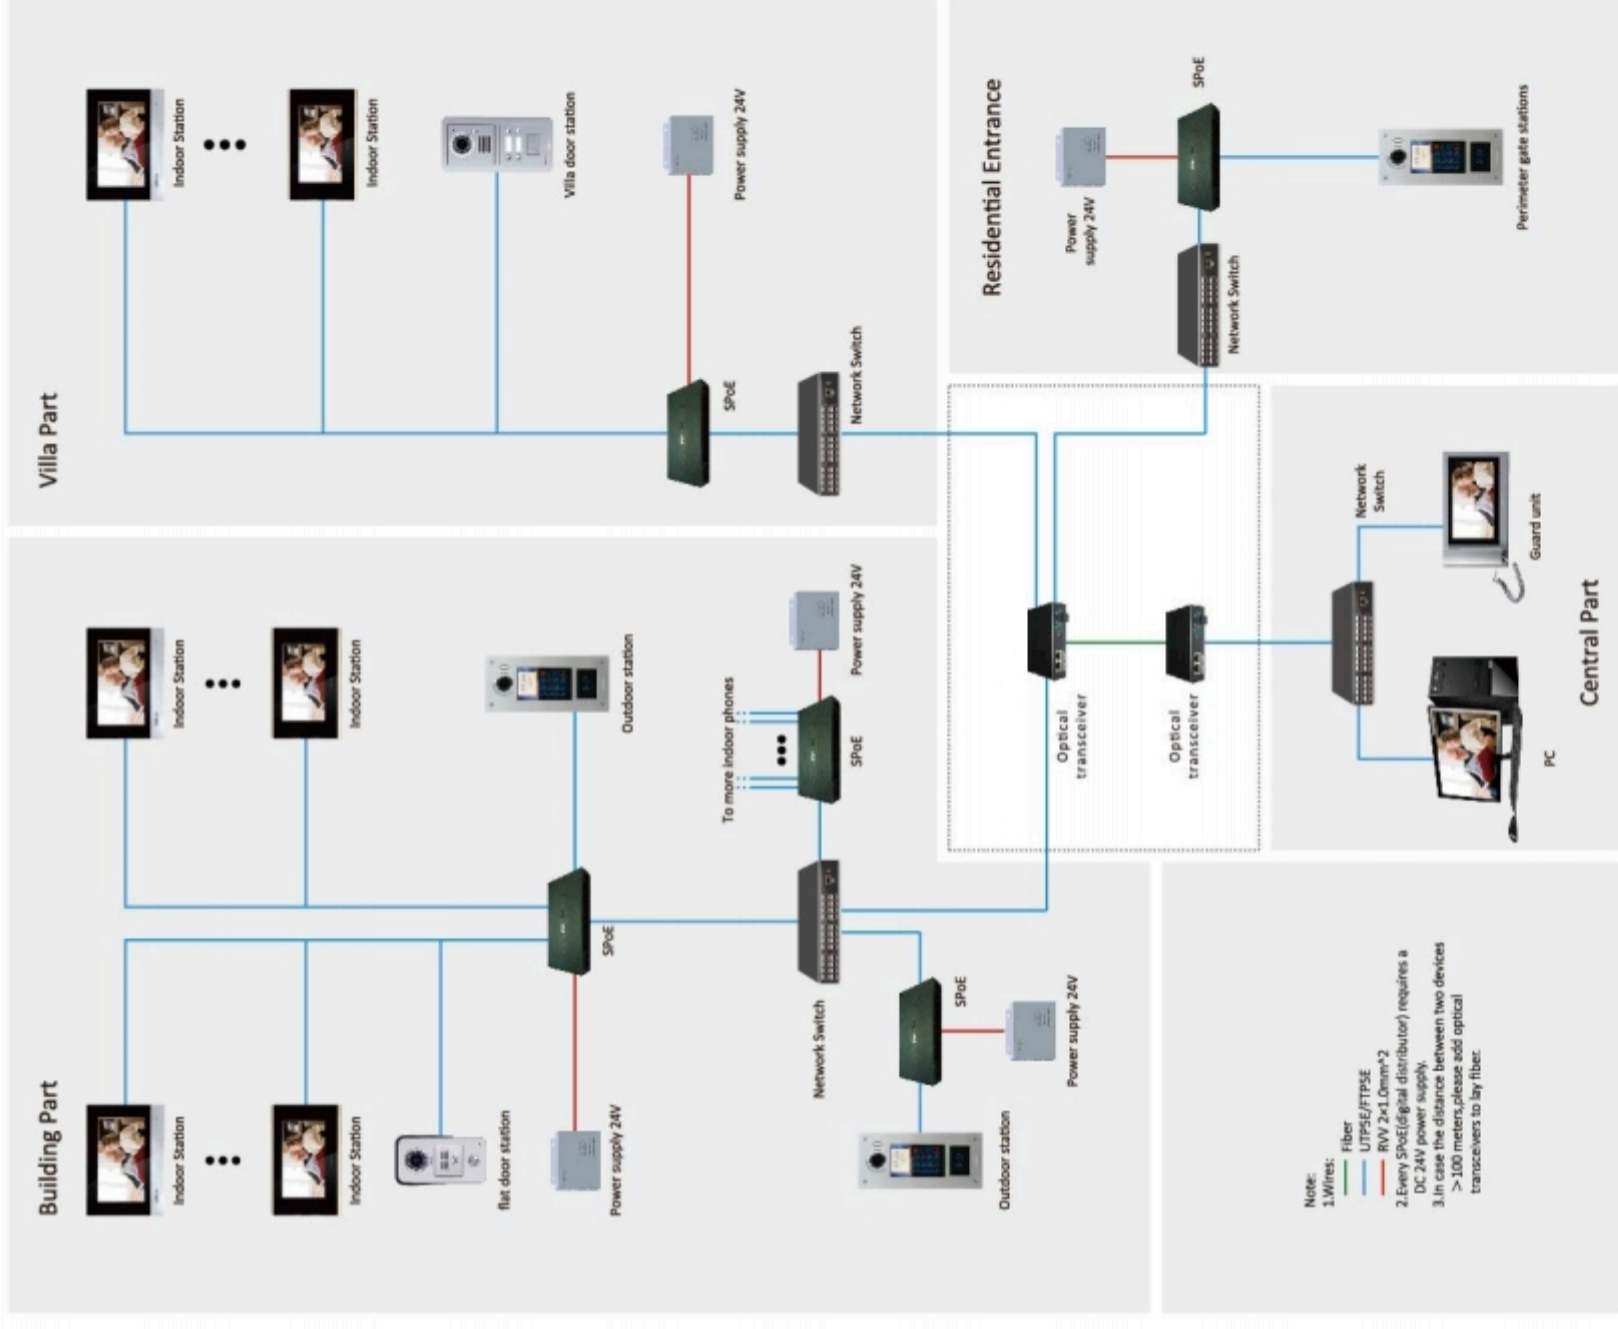 Building Part
Indoor Station
Indoor Station
flat door station
Power supply 24V
Indoor Station
Indoor Station
Outdoor station
SPoE
To more indoor phones
SPoE
Power supply 24V
Network Switch
SPoE
Power supply 24V
Outdoor station
Villa Part
Indoor Station
Indoor Station
Villa door station
Power supply 24V
SPoE
Network Switch
Residential Entrance
Power
supply 24V
SPoE
Network Switch
Perimeter gate stations
Optical
transceiver
Optical
transceiver
Network
Switch
Guard unit
PC
Central Part
Note:
1.Wires:
Fiber
UTP5E/FTP5E
RVV 2×1.0mm^2
2.Every SPoE(digital distributor) requires a
DC 24V power supply.
3.In case the distance between two devices
＞100 meters,please add optical
transceivers to lay fiber.